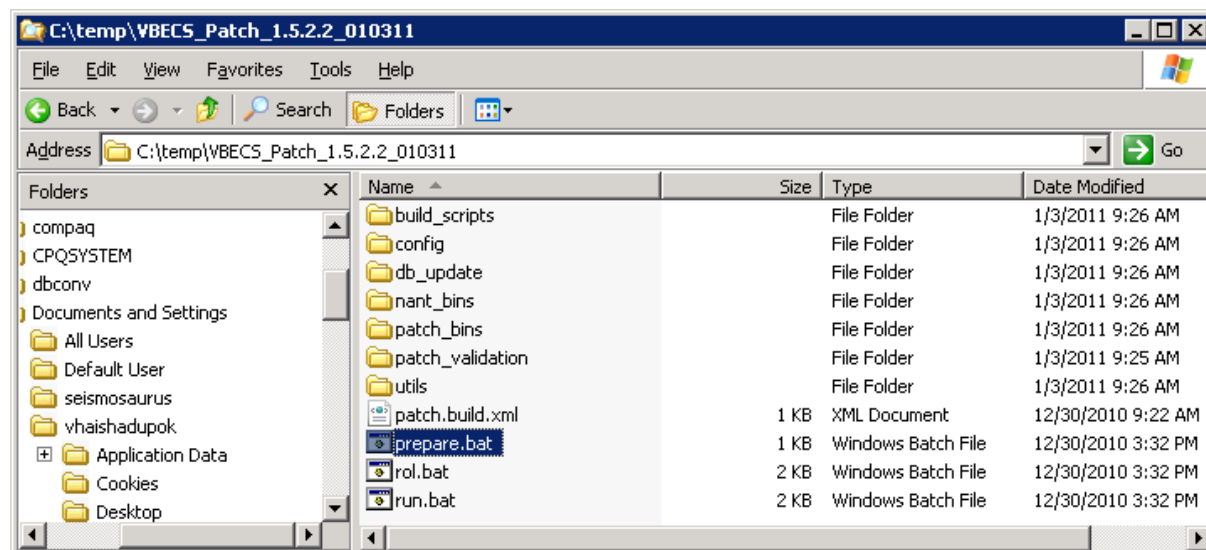 C:\temp\VBECS_Patch_1.5.2.2_010311
File Edit View Favorites Tools Help
Back Search Folders
Address C:\temp\VBECS_Patch_1.5.2.2_010311 Go
Folders x Name Size Type Date Modified
compaq
CPQSYSTEM
dbconv
Documents and Settings
All Users
Default User
seismosaurus
vhaishadupok
Application Data
Cookies
Desktop
build_scripts File Folder 1/3/2011 9:26 AM
config File Folder 1/3/2011 9:26 AM
db_update File Folder 1/3/2011 9:26 AM
nant_bins File Folder 1/3/2011 9:26 AM
patch_bins File Folder 1/3/2011 9:26 AM
patch_validation File Folder 1/3/2011 9:25 AM
utils File Folder 1/3/2011 9:26 AM
patch.build.xml 1 KB XML Document 12/30/2010 9:22 AM
prepare.bat 1 KB Windows Batch File 12/30/2010 3:32 PM
rol.bat 2 KB Windows Batch File 12/30/2010 3:32 PM
run.bat 2 KB Windows Batch File 12/30/2010 3:32 PM